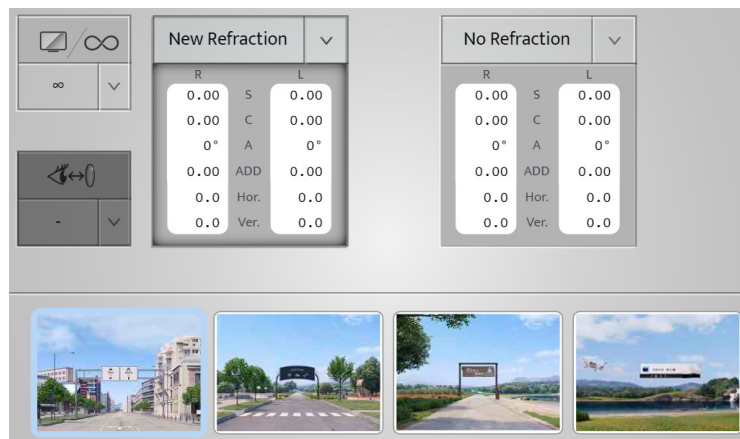 ∞
∞
-
New Refraction
R L
0.00 S 0.00
0.00 C 0.00
0° A 0°
0.00 ADD 0.00
0.0 Hor. 0.0
0.0 Ver. 0.0
No Refraction
R L
0.00 S 0.00
0.00 C 0.00
0° A 0°
0.00 ADD 0.00
0.0 Hor. 0.0
0.0 Ver. 0.0